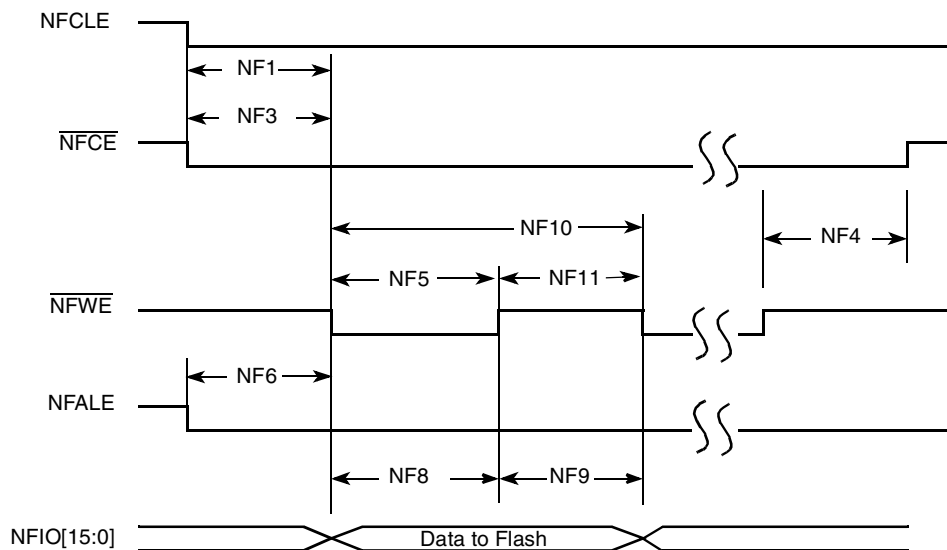 NFCLE
NF1
NF3
NFCE
NF10
NF4
NF5
NF11
NFWE
NF6
NFALE
NF8
NF9
NFIO[15:0]
Data to Flash